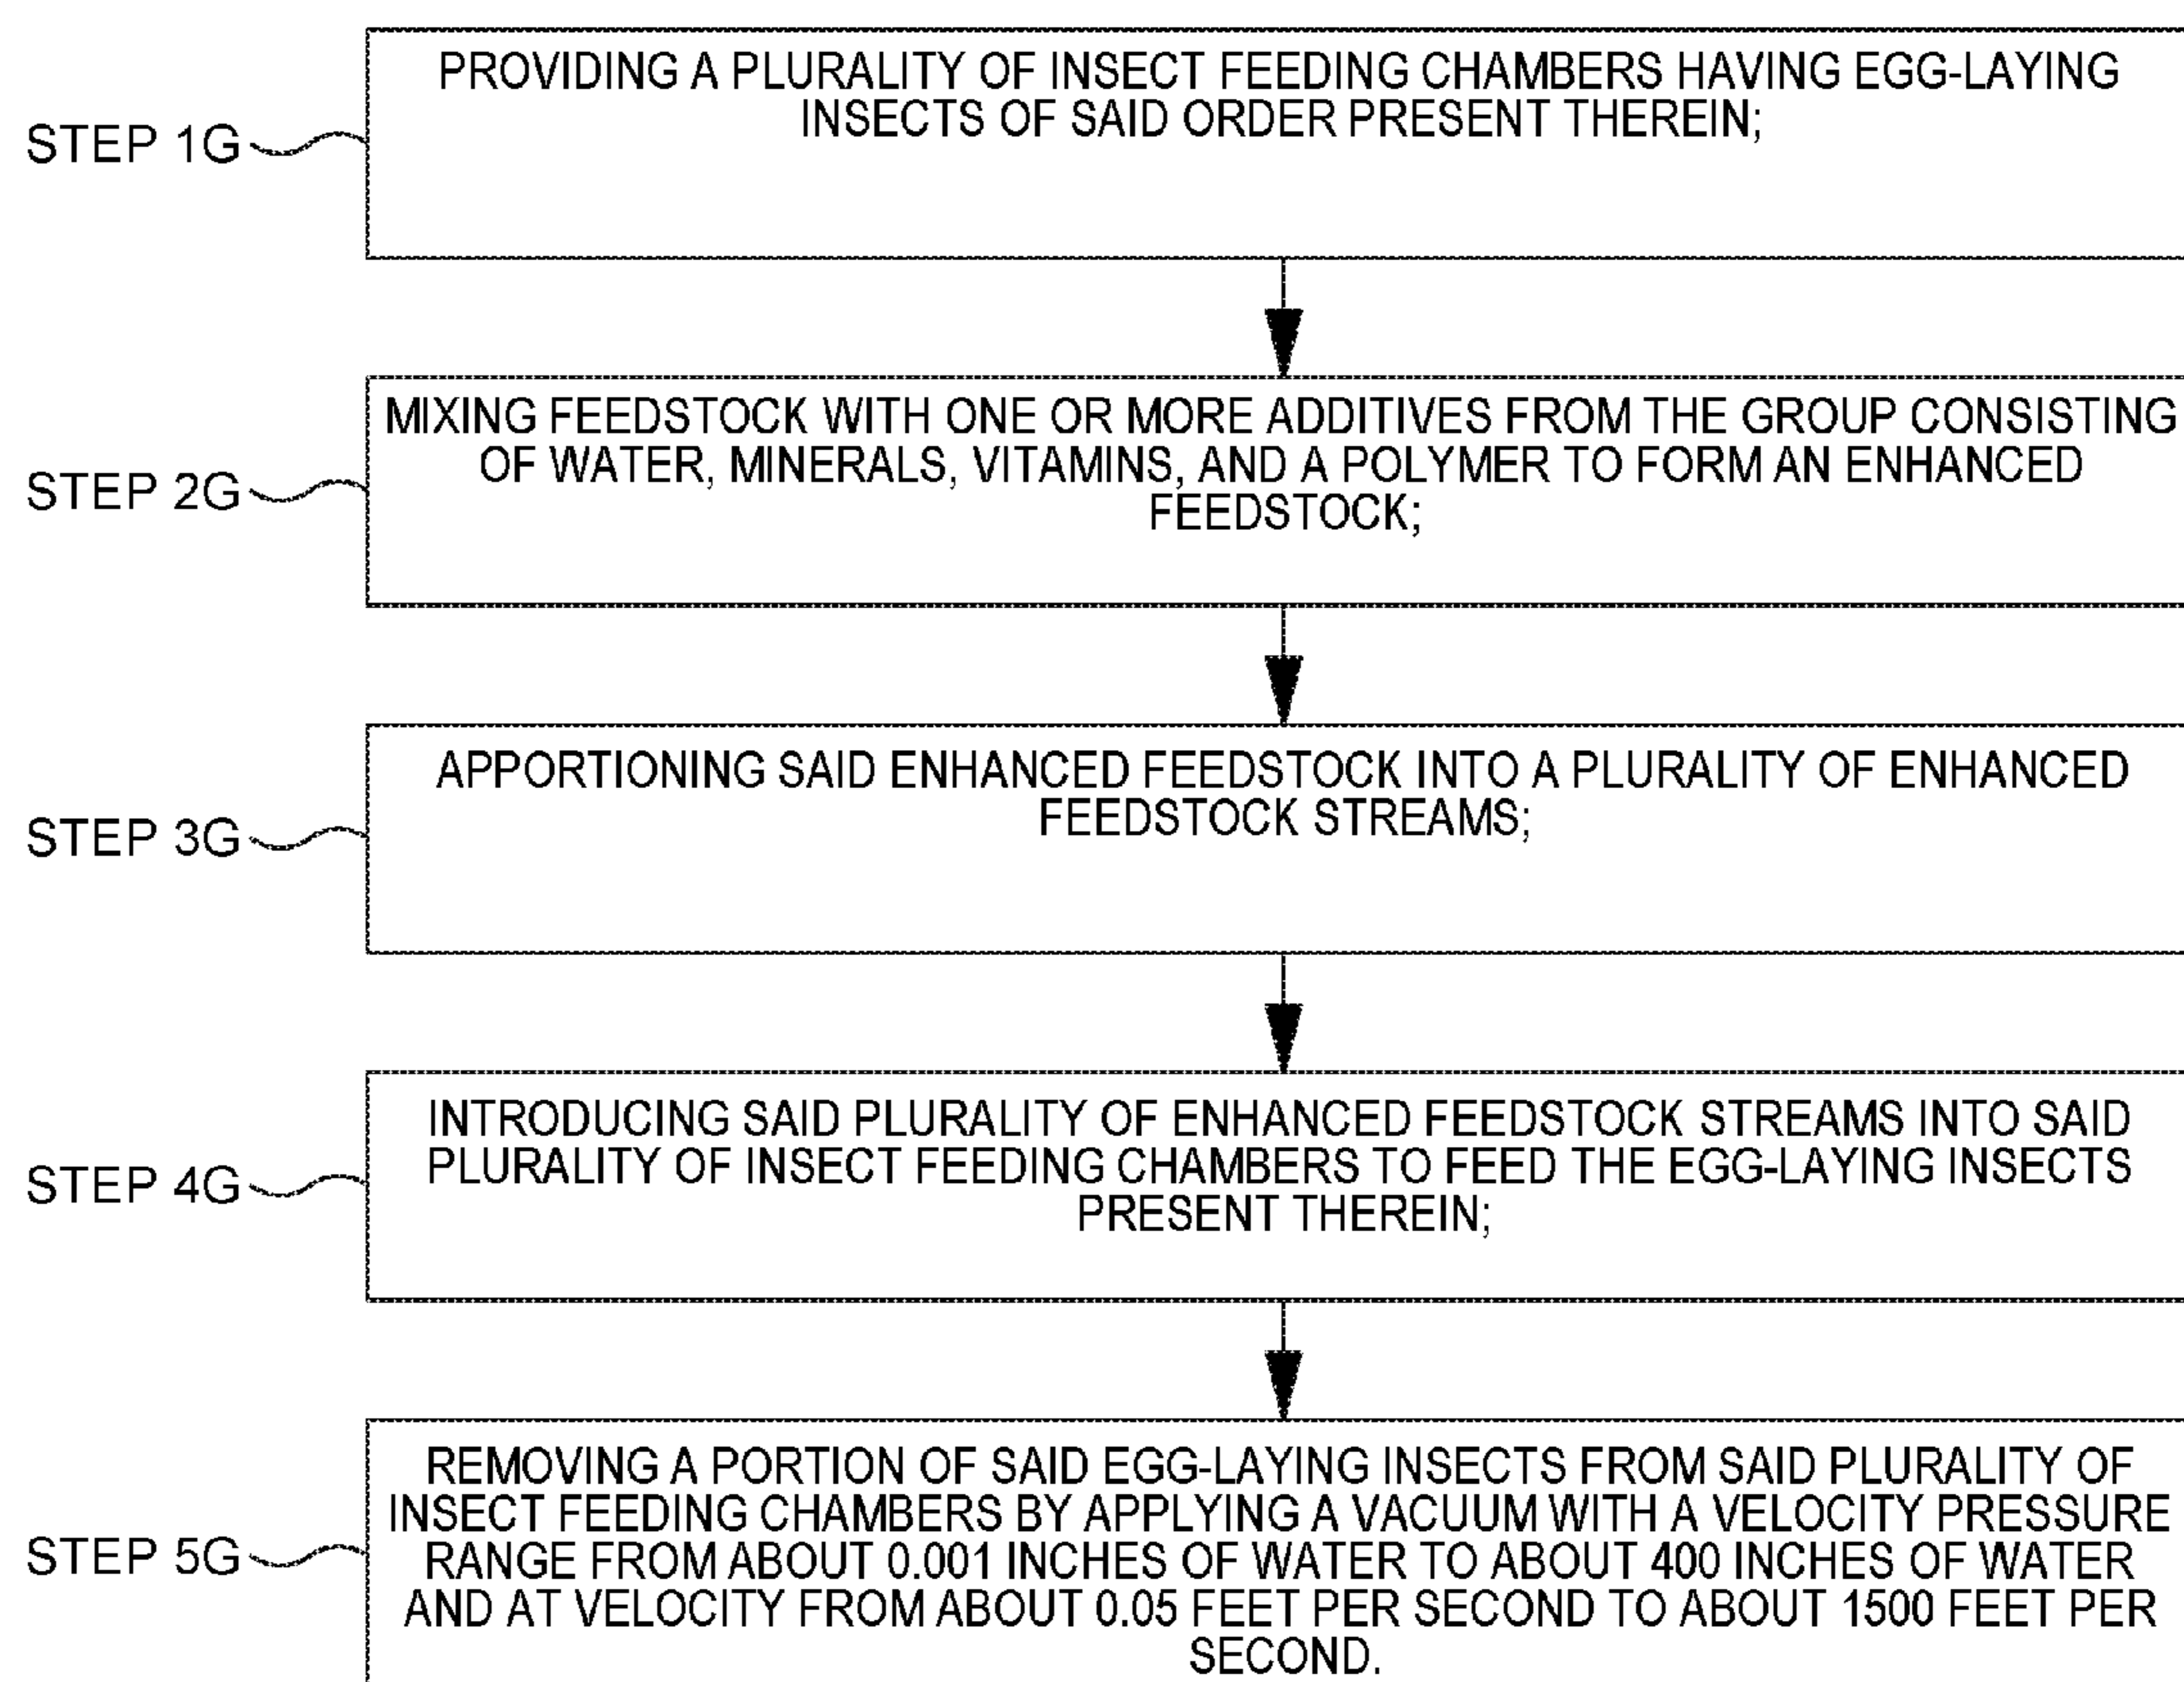 PROVIDING A PLURALITY OF INSECT FEEDING CHAMBERS HAVING EGG-LAYING
INSECTS OF SAID ORDER PRESENT THEREIN;
STEP 1G
MIXING FEEDSTOCK WITH ONE OR MORE ADDITIVES FROM THE GROUP CONSISTING
OF WATER, MINERALS, VITAMINS, AND A POLYMER TO FORM AN ENHANCED
FEEDSTOCK;
STEP 2G
APPORTIONING SAID ENHANCED FEEDSTOCK INTO A PLURALITY OF ENHANCED
FEEDSTOCK STREAMS;
STEP 3G
INTRODUCING SAID PLURALITY OF ENHANCED FEEDSTOCK STREAMS INTO SAID
PLURALITY OF INSECT FEEDING CHAMBERS TO FEED THE EGG-LAYING INSECTS
PRESENT THEREIN;
STEP 4G
REMOVING A PORTION OF SAID EGG-LAYING INSECTS FROM SAID PLURALITY OF
INSECT FEEDING CHAMBERS BY APPLYING A VACUUM WITH A VELOCITY PRESSURE
RANGE FROM ABOUT 0.001 INCHES OF WATER TO ABOUT 400 INCHES OF WATER
AND AT VELOCITY FROM ABOUT 0.05 FEET PER SECOND TO ABOUT 1500 FEET PER
SECOND.
STEP 5G